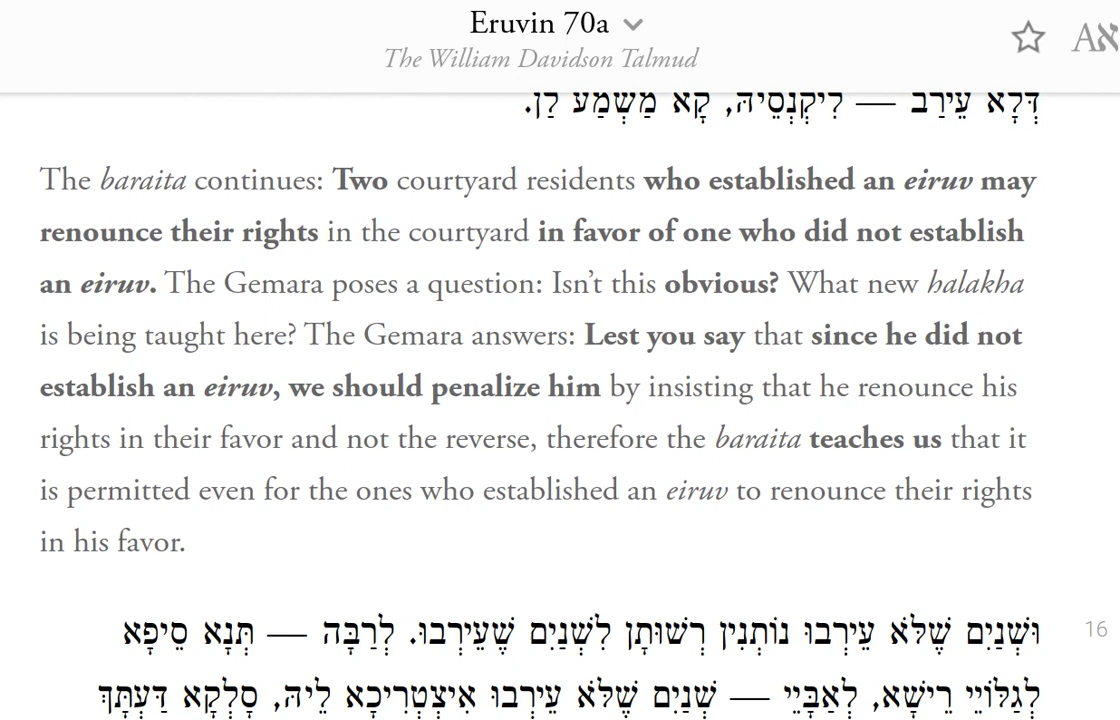 Eruvin 70a
The William Davidson Talmud
Aא
דְּלָא עֵירַב — לִיקְנְסֵיהּ, קָא מַשְׁמַע לַן.
The baraita continues: Two courtyard residents who established an eiruv may
renounce their rights in the courtyard in favor of one who did not establish
an eiruv. The Gemara poses a question: Isn’t this obvious? What new halakha
is being taught here? The Gemara answers: Lest you say that since he did not
establish an eiruv, we should penalize him by insisting that he renounce his
rights in their favor and not the reverse, therefore the baraita teaches us that it
is permitted even for the ones who established an eiruv to renounce their rights
in his favor.
וּשְׁנַיִם שֶׁלֹּא עֵירְבוּ נוֹתְנִין רְשׁוּתָן לִשְׁנַיִם שֶׁעֵירְבוּ. לְרַבָּה — תְּנָא סֵיפָא
16
לְגַלּוֹיֵי רֵישָׁא, לְאַבָּיֵי — שְׁנַיִם שֶׁלֹּא עֵירְבוּ אִיצְטְרִיכָא לֵיהּ, סָלְקָא דַּעְתָּךְ